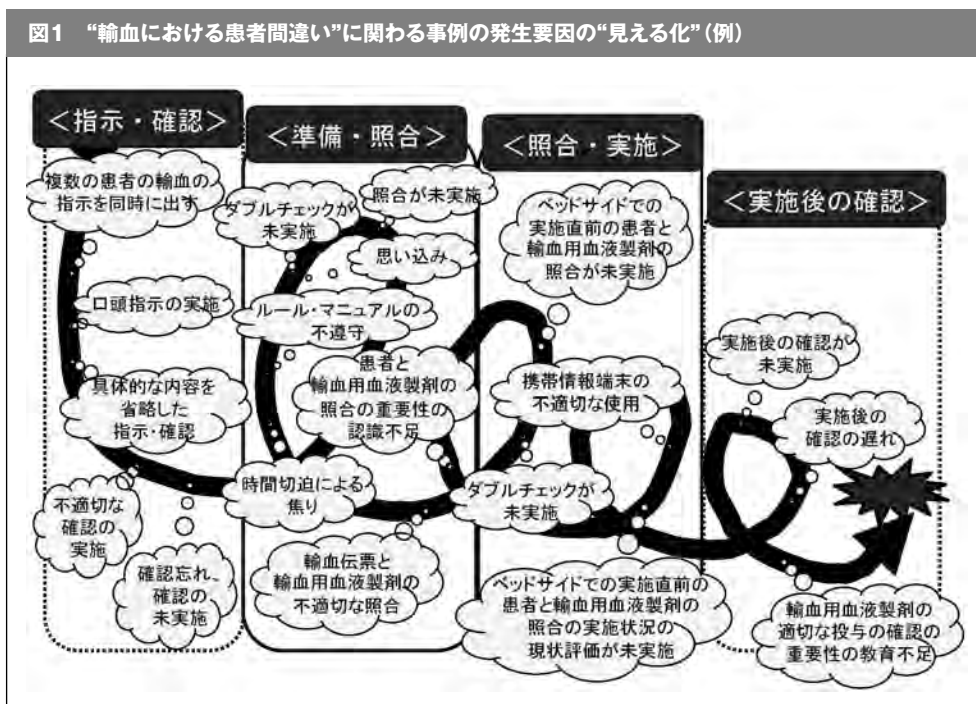 図1 “輸血における患者間違い”に関わる事例の発生要因の“見える化”(例)
<指示・確認>
複数の患者の輸血の
指示を同時に出す
口頭指示の実施
具体的な内容を
省略した
指示・確認
不適切な
確認の
実施
確認忘れ、
確認の
未実施
<準備・照合>
ダブルチェックが
未実施
照合が未実施
思い込み
ルール・マニュアルの
不遵守
患者と
輸血用血液製剤の
照合の重要性の
認識不足
時間切迫による
焦り
輸血伝票と
輸血用血液製剤の
不適切な照合
<照合・実施>
ベッドサイドでの
実施直前の患者と
輸血用血液製剤の
照合が未実施
携帯情報端末の
不適切な使用
ダブルチェックが
未実施
ベッドサイドでの実施直前の
患者と輸血用血液製剤の
照合の実施状況の
現状評価が未実施
<実施後の確認>
実施後の確認が
未実施
実施後の
確認の遅れ
輸血用血液製剤の
適切な投与の確認の
重要性の教育不足